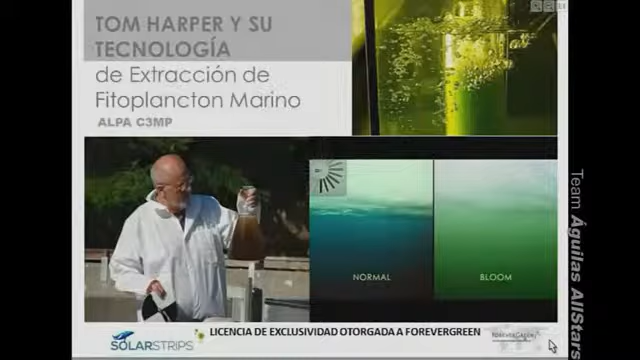 TOM HARPER Y SU
TECNOLOGÍA
de Extracción de
Fitoplancton Marino
ALPA C3MP
NORMAL
BLOOM
Team Águilas AllStars
LICENCIA DE EXCLUSIVIDAD OTORGADA A FOREVERGREEN
SOLARSTRIPS
FOREVERGREEN